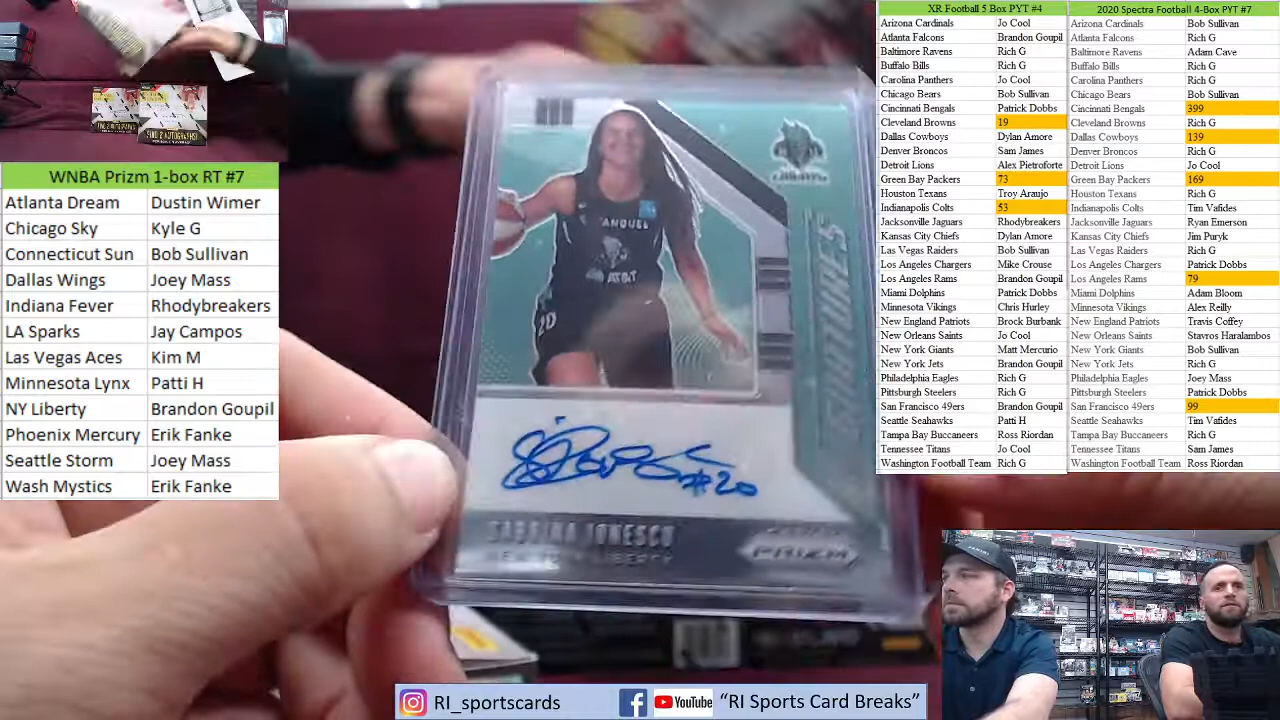 FIND 2 AUTOGRAPHS!
WNBA Prizm 1-box RT #7
Atlanta Dream Dustin Wimer
Chicago Sky Kyle G
Connecticut Sun Bob Sullivan
Dallas Wings Joey Mass
Indiana Fever Rhodybreakers
LA Sparks Jay Campos
Las Vegas Aces Kim M
Minnesota Lynx Patti H
NY Liberty Brandon Goupil
Phoenix Mercury Erik Fanke
Seattle Storm Joey Mass
Wash Mystics Erik Fanke
LIBERTY
20
AT&T
SIGNATURES
#20
SABRINA IONESCU
NEW YORK LIBERTY
PRIZM
XR Football 5 Box PYT #4
Arizona Cardinals Jo Cool
Atlanta Falcons Brandon Goupil
Baltimore Ravens Rich G
Buffalo Bills Rich G
Carolina Panthers Jo Cool
Chicago Bears Bob Sullivan
Cincinnati Bengals Patrick Dobbs
Cleveland Browns 19
Dallas Cowboys Dylan Amore
Denver Broncos Sam James
Detroit Lions Alex Pietroforte
Green Bay Packers 73
Houston Texans Troy Araujo
Indianapolis Colts 53
Jacksonville Jaguars Rhodybreakers
Kansas City Chiefs Dylan Amore
Las Vegas Raiders Bob Sullivan
Los Angeles Chargers Mike Crouse
Los Angeles Rams Brandon Goupil
Miami Dolphins Patrick Dobbs
Minnesota Vikings Chris Hurley
New England Patriots Brock Burbank
New Orleans Saints Jo Cool
New York Giants Matt Mercurio
New York Jets Brandon Goupil
Philadelphia Eagles Rich G
Pittsburgh Steelers Rich G
San Francisco 49ers Brandon Goupil
Seattle Seahawks Patti H
Tampa Bay Buccaneers Ross Riordan
Tennessee Titans Jo Cool
Washington Football Team Rich G
2020 Spectra Football 4-Box PYT #7
Arizona Cardinals Bob Sullivan
Atlanta Falcons Rich G
Baltimore Ravens Adam Cave
Buffalo Bills Rich G
Carolina Panthers Rich G
Chicago Bears Bob Sullivan
Cincinnati Bengals 399
Cleveland Browns Rich G
Dallas Cowboys 139
Denver Broncos Rich G
Detroit Lions Jo Cool
Green Bay Packers 169
Houston Texans Rich G
Indianapolis Colts Tim Vafides
Jacksonville Jaguars Ryan Emerson
Kansas City Chiefs Jim Puryk
Las Vegas Raiders Rich G
Los Angeles Chargers Patrick Dobbs
Los Angeles Rams 79
Miami Dolphins Adam Bloom
Minnesota Vikings Alex Reilly
New England Patriots Travis Coffey
New Orleans Saints Stavros Haralambos
New York Giants Bob Sullivan
New York Jets Rich G
Philadelphia Eagles Joey Mass
Pittsburgh Steelers Patrick Dobbs
San Francisco 49ers 99
Seattle Seahawks Tim Vafides
Tampa Bay Buccaneers Rich G
Tennessee Titans Sam James
Washington Football Team Ross Riordan
RI_sportscards
YouTube "RI Sports Card Breaks"